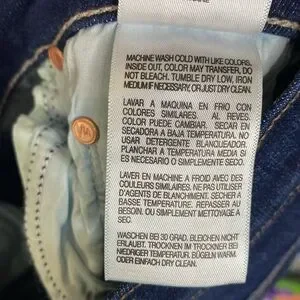 MACHINE WASH COLD WITH LIKE COLORS,
INSIDE OUT, COLOR MAY TRANSFER, DO
NOT BLEACH. TUMBLE DRY LOW, IRON
MEDIUM IF NECESSARY, OR JUST DRY CLEAN.
LAVAR A MAQUINA EN FRIO CON
COLORES SIMILARES. AL REVES.
COLOR PUEDE CAMBIAR. SECAR EN
SECADORA A BAJA TEMPERATURA. NO
USAR DETERGENTE BLANQUEADOR.
PLANCHAR A TEMPERATURA MEDIA SI
ES NECESARIO O SIMPLEMENTE SECO.
LAVER EN MACHINE A FROID AVEC DES
COULEURS SIMILAIRES. NE PAS UTILISER
D'AGENTS DE BLANCHIMENT. SECHER A
BASSE TEMPERATURE. REPASSER AU
BESOIN. OU SIMPLEMENT METTOYAGE A
SEC.
WASCHEN BEI 30 GRAD. BLEICHEN NICHT
ERLAUBT. TROCKNEN IM TROCKNER BEI
NIEDRIGER TEMPERATUR. BÜGELN WARM.
ODER EINFACH DRY CLEAN.